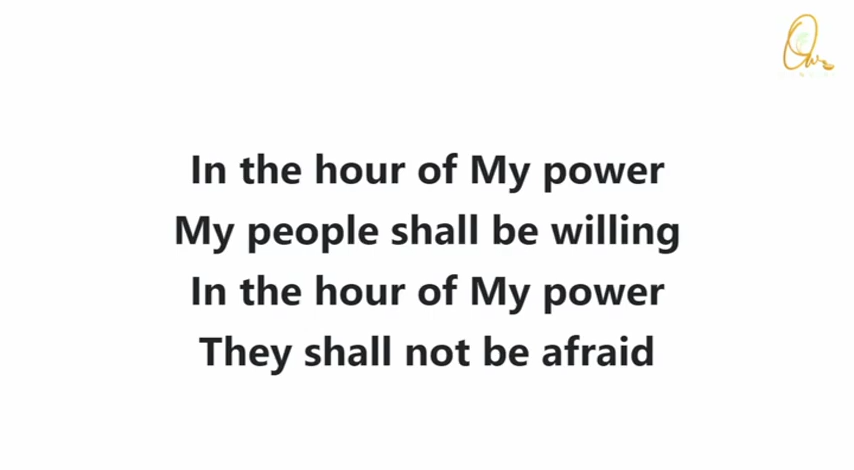 In the hour of My power
My people shall be willing
In the hour of My power
They shall not be afraid